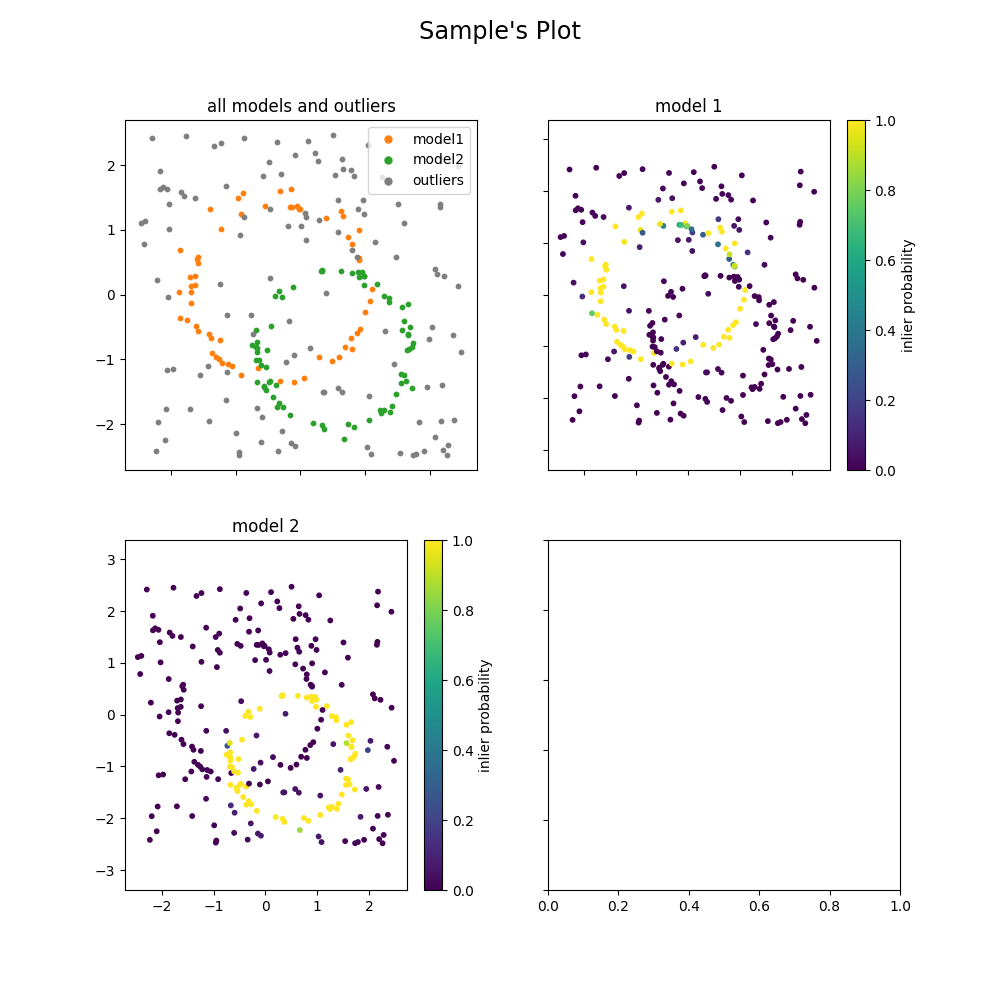 Sample's Plot
all models and outliers
model1
model2
outliers
2
1
0
−1
−2
model 1
1.0
0.8
0.6
0.4
0.2
0.0
inlier probability
model 2
3
2
1
0
−1
−2
−3
−2 −1 0 1 2
1.0
0.8
0.6
0.4
0.2
0.0
inlier probability
0.0 0.2 0.4 0.6 0.8 1.0